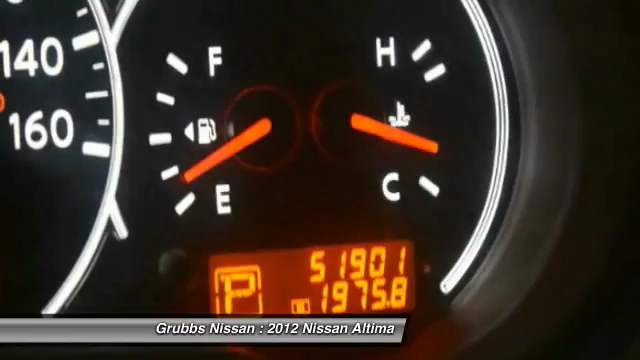 140
160
F
H
E
C
P
51901
1975.8
Grubbs Nissan : 2012 Nissan Altima